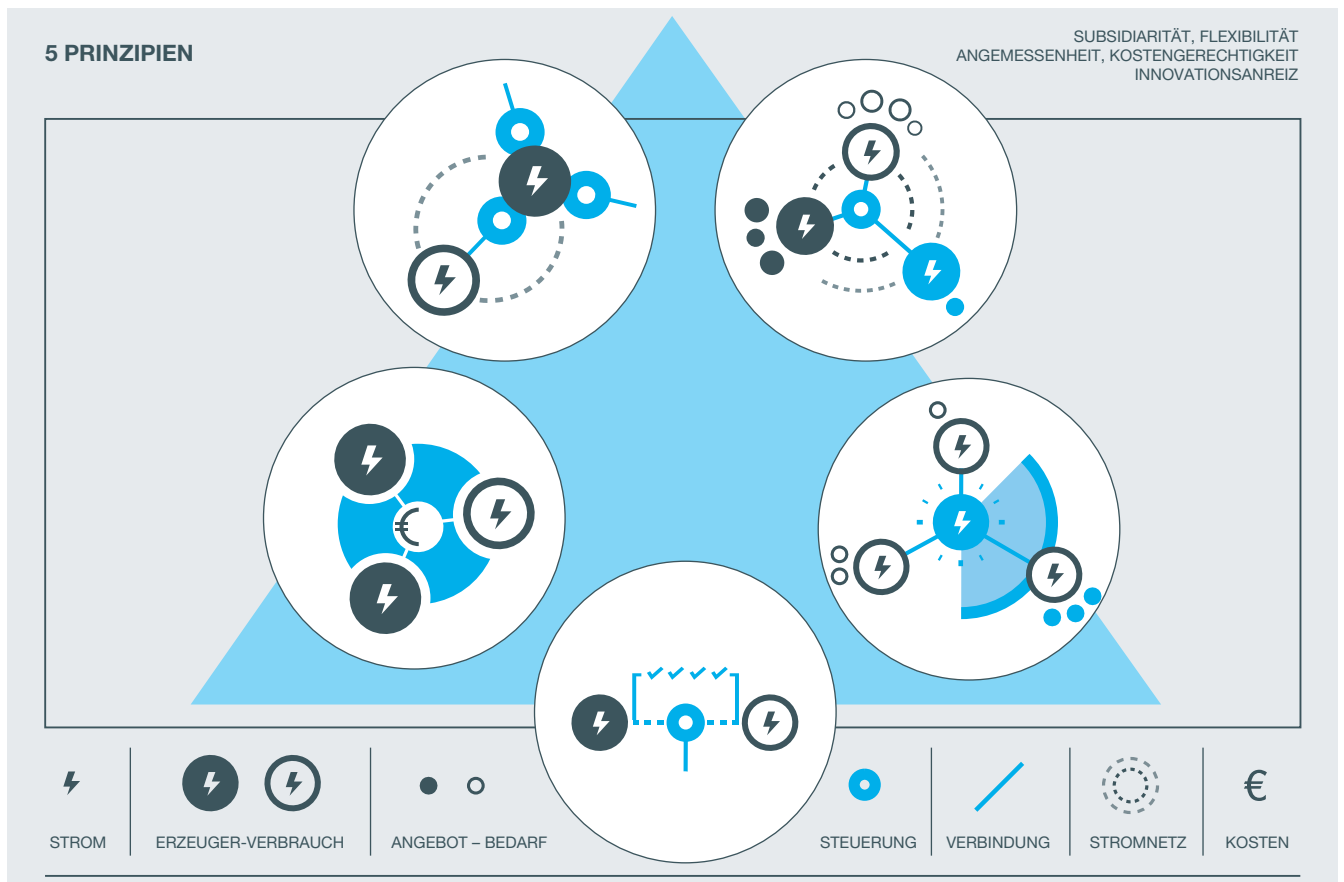 5 PRINZIPIEN
SUBSIDIARITÄT, FLEXIBILITÄT
ANGEMESSENHEIT, KOSTENGERECHTIGKEIT
INNOVATIONSANREIZ
€
€
STROM
ERZEUGER-VERBRAUCH
ANGEBOT – BEDARF
STEUERUNG
VERBINDUNG
STROMNETZ
KOSTEN